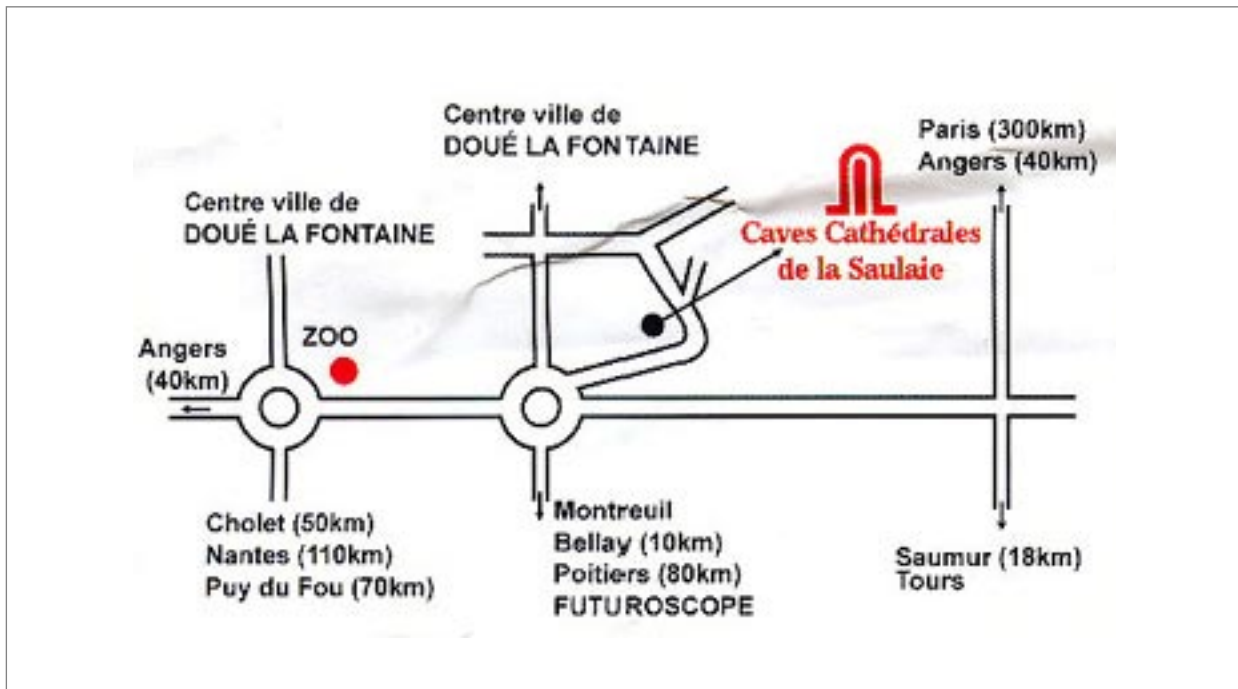 Centre ville de
DOUÉ LA FONTAINE
Centre ville de
DOUÉ LA FONTAINE
Paris (300km)
Angers (40km)
Caves Cathédrales
de la Saulaie
ZOO
Angers
(40km)
Cholet (50km)
Nantes (110km)
Puy du Fou (70km)
Montreuil
Bellay (10km)
Poitiers (80km)
FUTUROSCOPE
Saumur (18km)
Tours